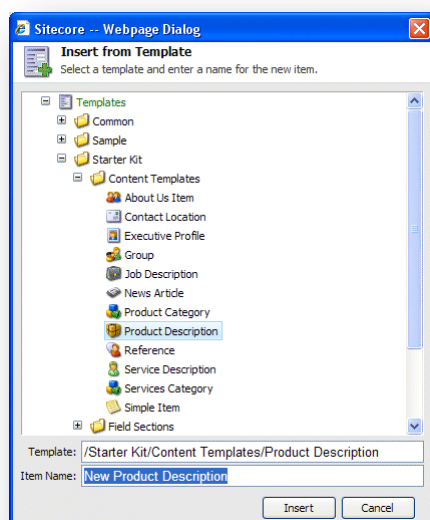 Sitecore -- Webpage Dialog
Insert from Template
Select a template and enter a name for the new item.
Templates
Common
Sample
Starter Kit
Content Templates
About Us Item
Contact Location
Executive Profile
Group
Job Description
News Article
Product Category
Product Description
Reference
Service Description
Services Category
Simple Item
Field Sections
Template: /Starter Kit/Content Templates/Product Description
Item Name: New Product Description
Insert Cancel